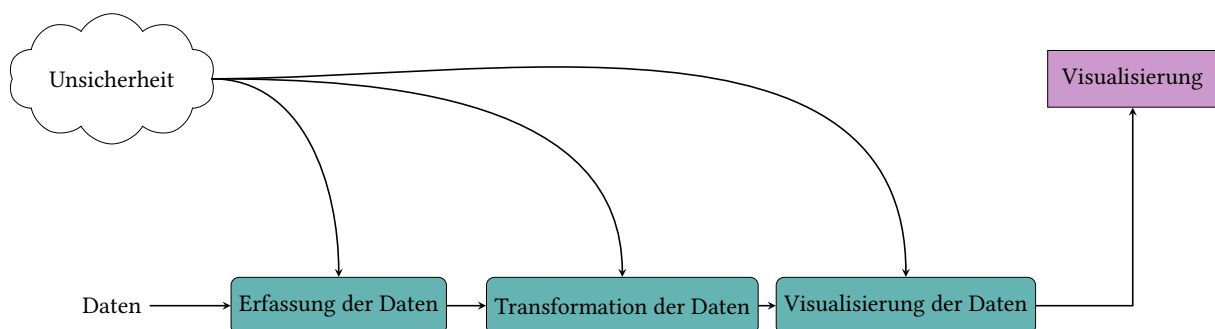 Unsicherheit
Visualisierung
Daten
Erfassung der Daten
Transformation der Daten
Visualisierung der Daten